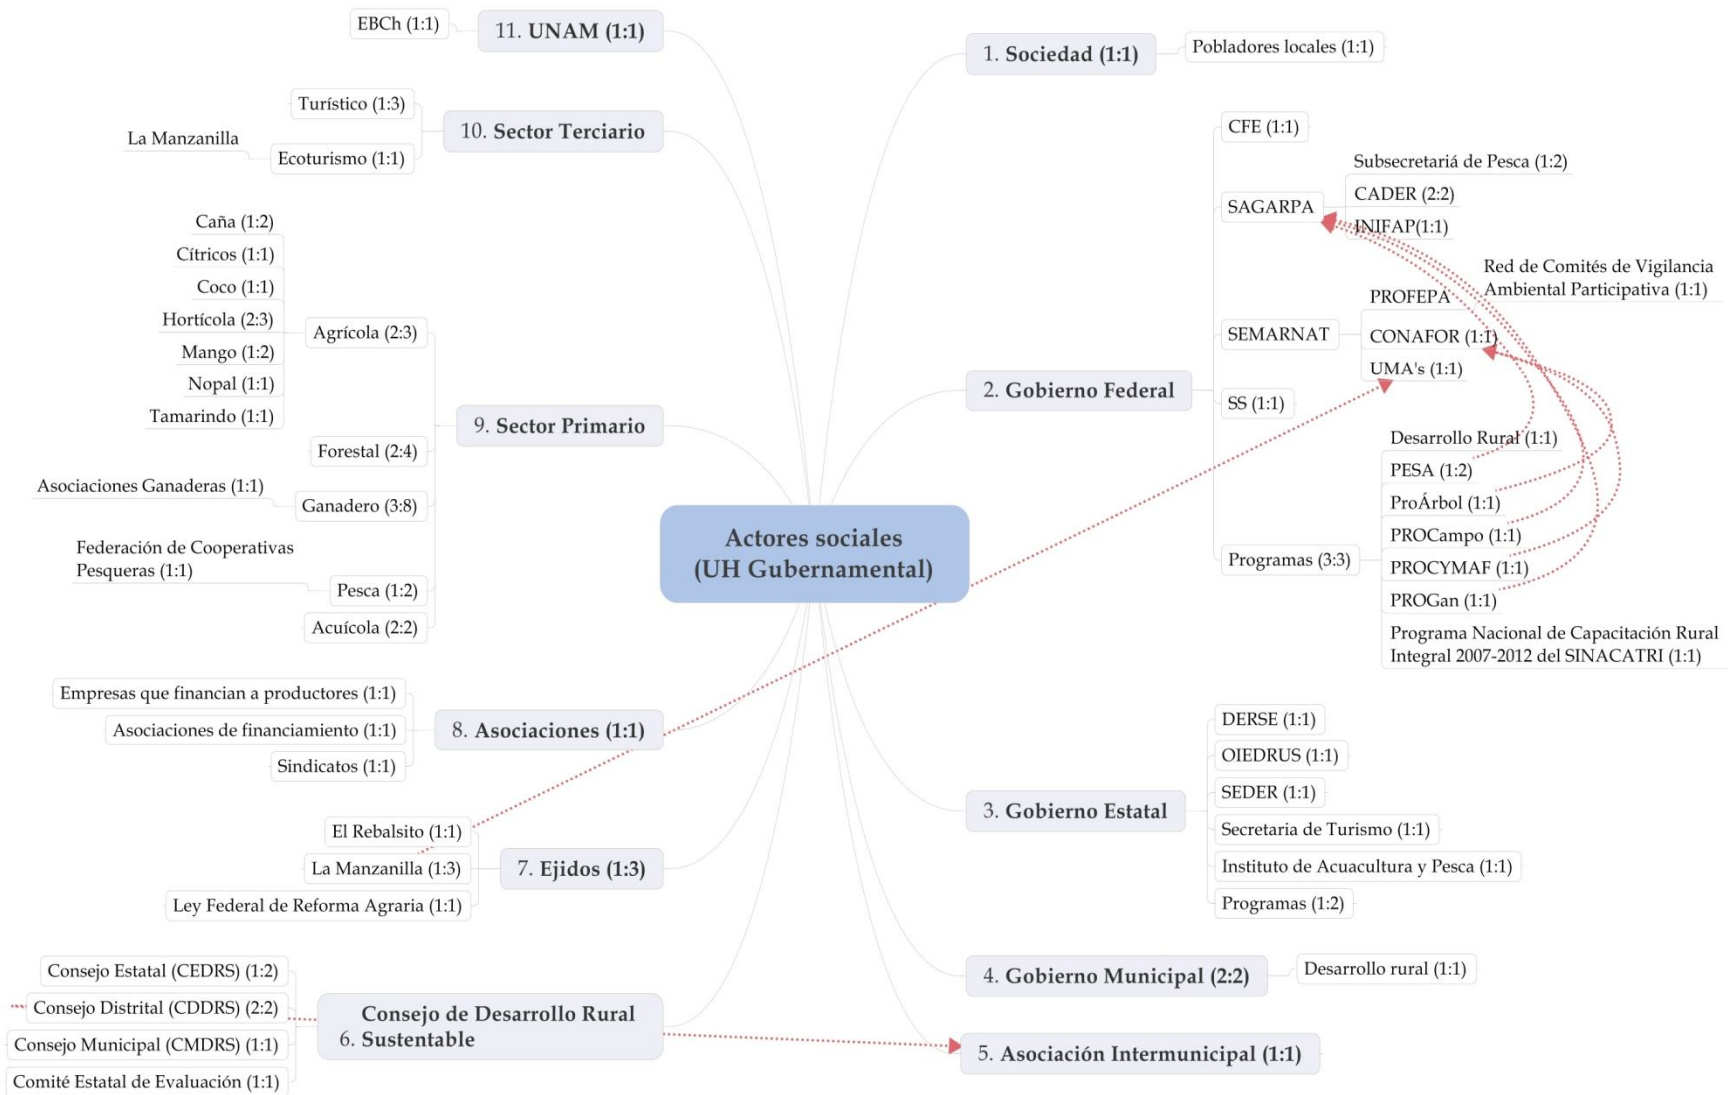 Actores sociales
(UH Gubernamental)
1. Sociedad (1:1)
Pobladores locales (1:1)
2. Gobierno Federal
CFE (1:1)
SAGARPA
Subsecretariá de Pesca (1:2)
CADER (2:2)
INIFAP(1:1)
SEMARNAT
PROFEPA
Red de Comités de Vigilancia
Ambiental Participativa (1:1)
CONAFOR (1:1)
UMA's (1:1)
SS (1:1)
Programas (3:3)
Desarrollo Rural (1:1)
PESA (1:2)
ProÁrbol (1:1)
PROCampo (1:1)
PROCYMAF (1:1)
PROGan (1:1)
Programa Nacional de Capacitación Rural
Integral 2007-2012 del SINACATRI (1:1)
3. Gobierno Estatal
DERSE (1:1)
OIEDRUS (1:1)
SEDER (1:1)
Secretaria de Turismo (1:1)
Instituto de Acuacultura y Pesca (1:1)
Programas (1:2)
4. Gobierno Municipal (2:2)
Desarrollo rural (1:1)
5. Asociación Intermunicipal (1:1)
Consejo de Desarrollo Rural
6. Sustentable
Consejo Estatal (CEDRS) (1:2)
Consejo Distrital (CDDRS) (2:2)
Consejo Municipal (CMDRS) (1:1)
Comité Estatal de Evaluación (1:1)
7. Ejidos (1:3)
El Rebalsito (1:1)
La Manzanilla (1:3)
Ley Federal de Reforma Agraria (1:1)
8. Asociaciones (1:1)
Empresas que financian a productores (1:1)
Asociaciones de financiamiento (1:1)
Sindicatos (1:1)
9. Sector Primario
Agrícola (2:3)
Caña (1:2)
Cítricos (1:1)
Coco (1:1)
Hortícola (2:3)
Mango (1:2)
Nopal (1:1)
Tamarindo (1:1)
Forestal (2:4)
Ganadero (3:8)
Asociaciones Ganaderas (1:1)
Pesca (1:2)
Federación de Cooperativas
Pesqueras (1:1)
Acuícola (2:2)
10. Sector Terciario
Turístico (1:3)
Ecoturismo (1:1)
La Manzanilla
11. UNAM (1:1)
EBCh (1:1)